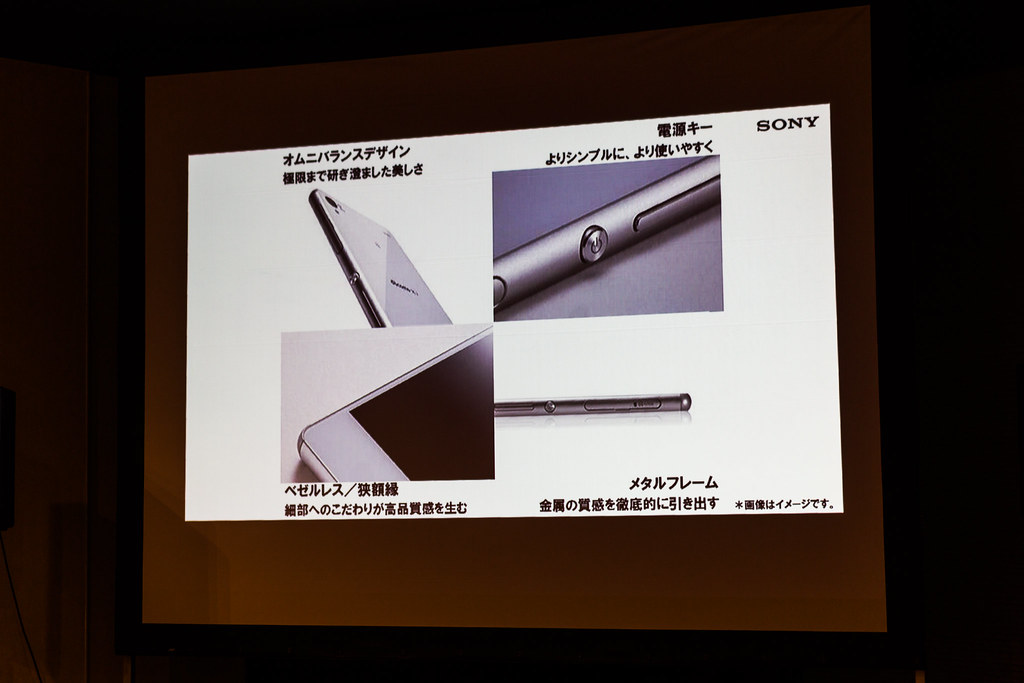 オムニバランスデザイン
極限まで研ぎ澄ました美しさ
電源キー
よりシンプルに、より使いやすく
SONY
ベゼルレス／狭額縁
細部へのこだわりが高品質感を生む
メタルフレーム
金属の質感を徹底的に引き出す
＊画像はイメージです。